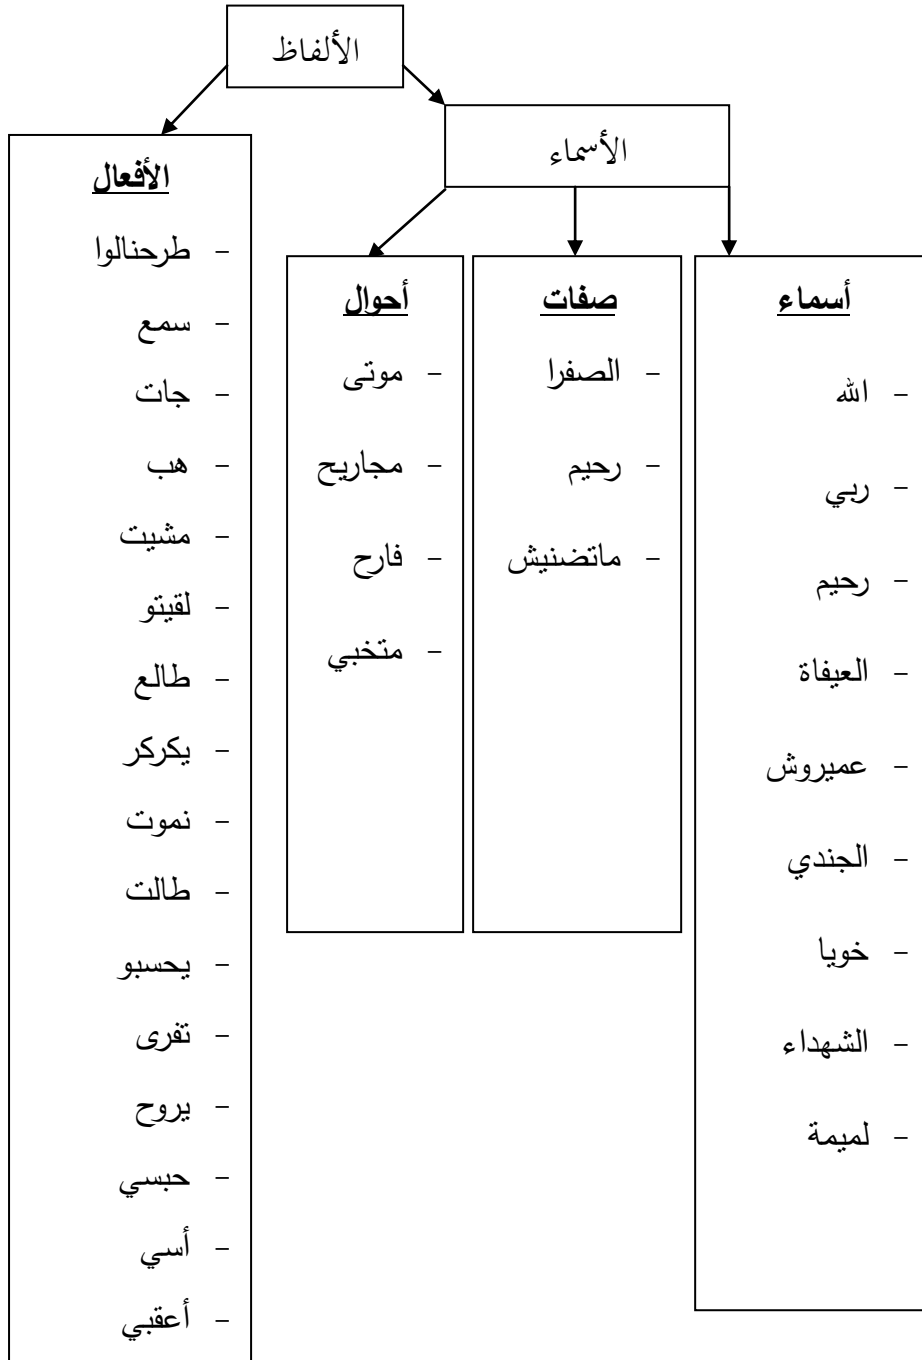 الألفاظ
الأسماء
أسماء
- الله
- ربي
- رحيم
- العيفاة
- عميروش
- الجندي
- خويا
- الشهداء
- لميمة
صفات
- الصفرا
- رحيم
- ماتضنيش
أحوال
- موتى
- مجاريح
- فارح
- متخبي
الأفعال
- طرحنالوا
- سمع
- جات
- هب
- مشيت
- لقيتو
- طالع
- يكركر
- نموت
- طالت
- يحسبو
- تفرى
- يروح
- حبسي
- أسي
- أعقبي